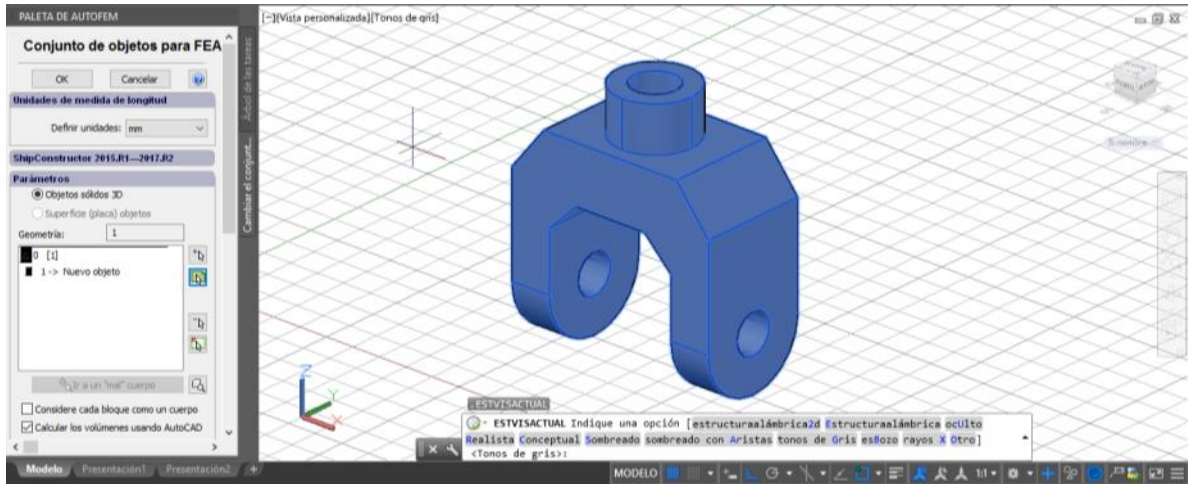 PALETA DE AUTOFEM
[−][Vista personalizada][Tonos de gris]
Conjunto de objetos para FEA
OK
Cancelar
Unidades de medida de longitud
Definir unidades: mm
ShipConstructor 2015.R1—2017.R2
Parámetros
Objetos sólidos 3D
Superficie (placa) objetos
Geometría: 1
0 [1]
1 -> Nuevo objeto
Ir a un "mal" cuerpo
Considere cada bloque como un cuerpo
Calcular los volúmenes usando AutoCAD
Árbol de las tareas
Cambiar el conjunt...
Sin nombre
Z
Y
X
.ESTVISACTUAL
- ESTVISACTUAL Indique una opción [estructuraalámbrica2d Estructuraalámbrica ocUlto
Realista Conceptual Sombreado sombreado con Aristas tonos de Gris esBozo rayos X Otro]
<Tonos de gris>:
Modelo
Presentación1
Presentación2
+
MODELO
1:1